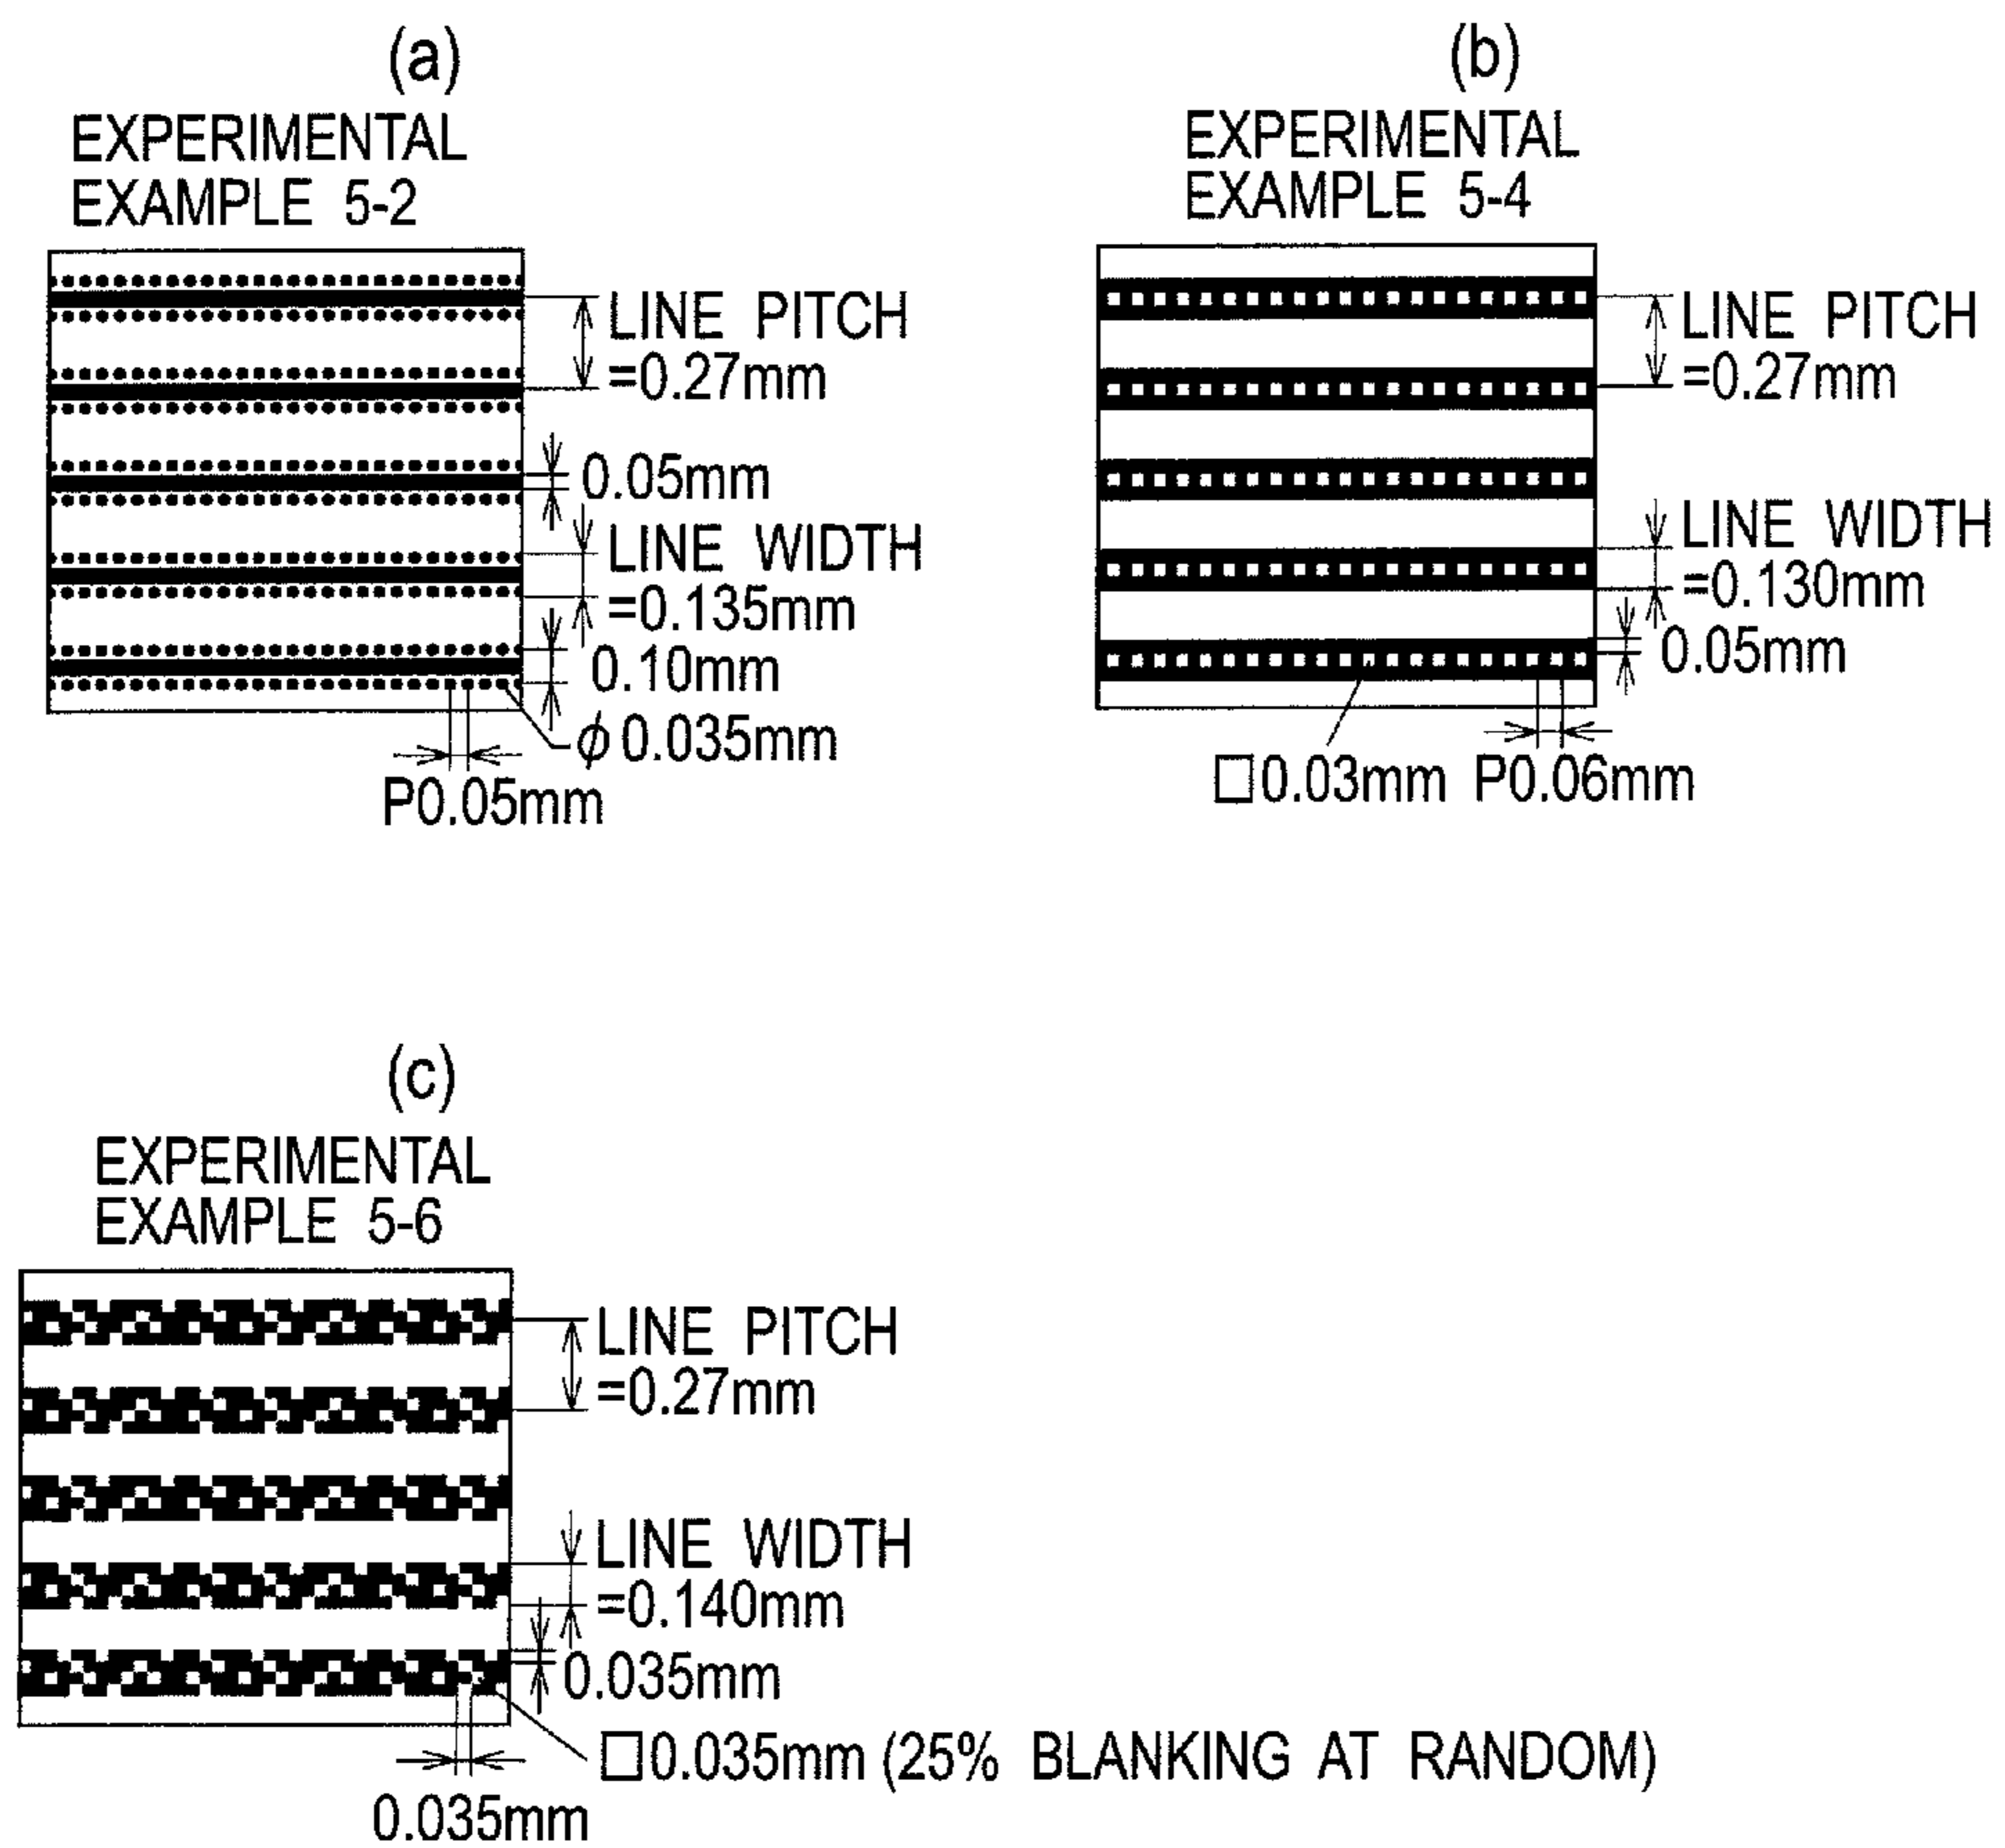 (a)
EXPERIMENTAL
EXAMPLE 5-2
LINE PITCH
=0.27mm
0.05mm
LINE WIDTH
=0.135mm
0.10mm
ϕ0.035mm
P0.05mm
(b)
EXPERIMENTAL
EXAMPLE 5-4
LINE PITCH
=0.27mm
LINE WIDTH
=0.130mm
0.05mm
□0.03mm P0.06mm
(c)
EXPERIMENTAL
EXAMPLE 5-6
LINE PITCH
=0.27mm
LINE WIDTH
=0.140mm
0.035mm
□0.035mm (25% BLANKING AT RANDOM)
0.035mm